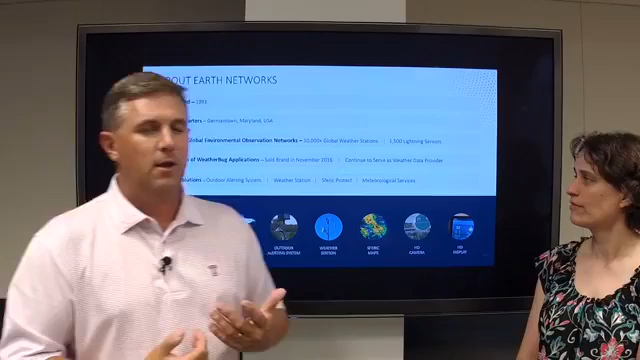 BOUT EARTH NETWORKS
ed – 1993
arters – Germantown, Maryland, USA
Global Environmental Observation Networks – 10,000+ Global Weather Stations | 1,500 Lightning Sensors
of WeatherBug Applications – Sold Brand in November 2016 | Continue to Serve as Weather Data Provider
olutions – Outdoor Alerting System | Weather Station | Sferic Protect | Meteorological Services
OUTDOOR ALERTING SYSTEM
WEATHER STATION
SFERIC MAPS
HD CAMERA
HD DISPLAY
T